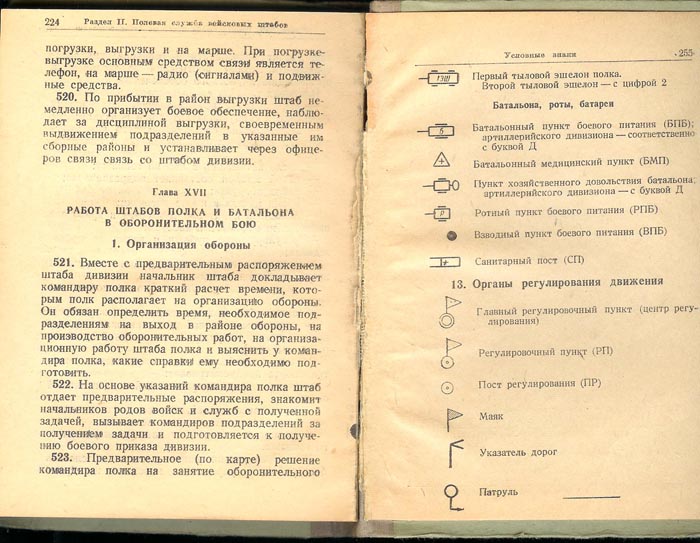 224 Раздел II. Полевая служба войсковых штабов
погрузки, выгрузки и на марше. При погрузке-
выгрузке основным средством связи является те-
лефон, на марше — радио (сигналами) и подвиж-
ные средства.
520. По прибытии в район выгрузки штаб не-
медленно организует боевое обеспечение, наблю-
дает за дисциплиной выгрузки, своевременным
выдвижением подразделений в указанные им
сборные районы и устанавливает через офице-
ров связи связь со штабом дивизии.
Глава XVII
РАБОТА ШТАБОВ ПОЛКА И БАТАЛЬОНА
В ОБОРОНИТЕЛЬНОМ БОЮ
1. Организация обороны
521. Вместе с предварительным распоряжением
штаба дивизии начальник штаба докладывает
командиру полка краткий расчет времени, кото-
рым полк располагает на организацию обороны.
Он обязан определить время, необходимое под-
разделениям на выход в районе обороны, на
производство оборонительных работ, на организа-
ционную работу штаба полка и выяснить у коман-
дира полка, какие справки ему необходимо под-
готовить.
522. На основе указаний командира полка штаб
отдает предварительные распоряжения, знакомит
начальников родов войск и служб с полученной
задачей, вызывает командиров подразделений за
получением задачи и подготовляется к получе-
нию боевого приказа дивизии.
523. Предварительное (по карте) решение
командира полка на занятие оборонительного
Условные знаки 255
ТЭШ Первый тыловой эшелон полка.
Второй тыловой эшелон — с цифрой 2
Батальона, роты, батареи
Б Батальонный пункт боевого питания (БПБ);
артиллерийского дивизиона — соответственно
с буквой Д
Батальонный медицинский пункт (БМП)
Пункт хозяйственного довольствия батальона;
артиллерийского дивизиона — с буквой Д
Р Ротный пункт боевого питания (РПБ)
Взводный пункт боевого питания (ВПБ)
Санитарный пост (СП)
13. Органы регулирования движения
Главный регулировочный пункт (центр регу-
лирования)
Регулировочный пункт (РП)
Пост регулирования (ПР)
Маяк
Указатель дорог
Патруль